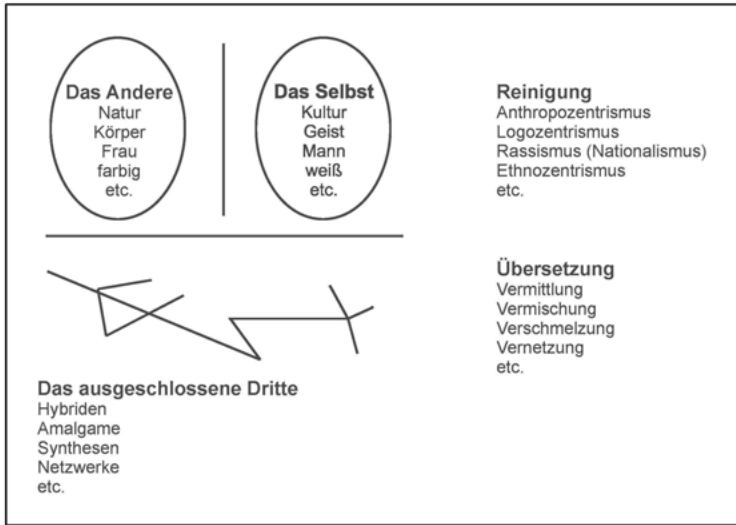 Das Andere
Natur
Körper
Frau
farbig
etc.
Das Selbst
Kultur
Geist
Mann
weiß
etc.
Reinigung
Anthropozentrismus
Logozentrismus
Rassismus (Nationalismus)
Ethnozentrismus
etc.
Übersetzung
Vermittlung
Vermischung
Verschmelzung
Vernetzung
etc.
Das ausgeschlossene Dritte
Hybriden
Amalgame
Synthesen
Netzwerke
etc.